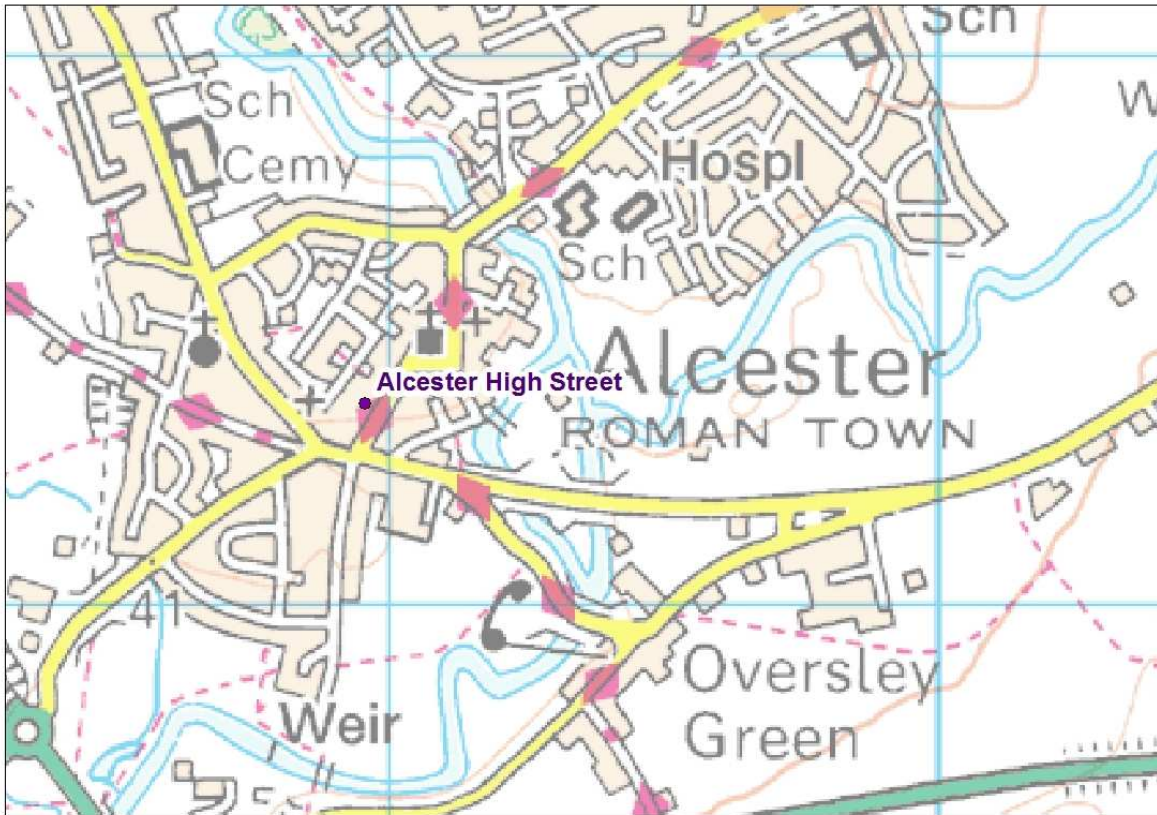 Sch
Sch
W
Cemy
Hospl
Sch
Alcester
Alcester High Street
ROMAN TOWN
41
Oversley
Green
Weir